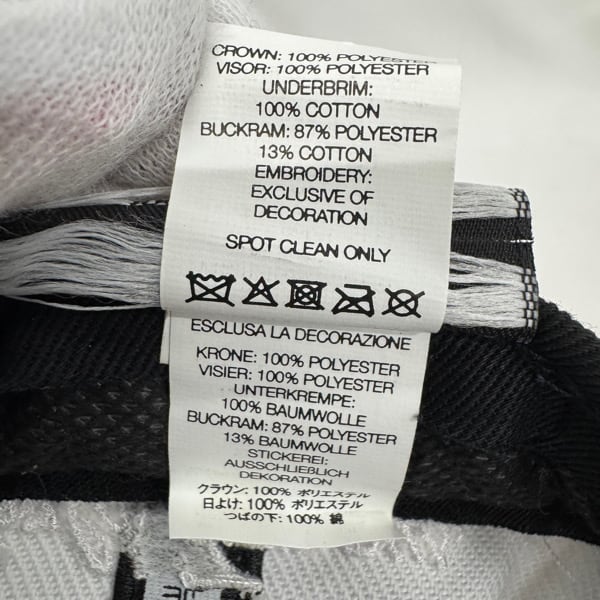 CROWN: 100% POLYESTER
VISOR: 100% POLYESTER
UNDERBRIM:
100% COTTON
BUCKRAM: 87% POLYESTER
13% COTTON
EMBROIDERY:
EXCLUSIVE OF
DECORATION
SPOT CLEAN ONLY
ESCLUSA LA DECORAZIONE
KRONE: 100% POLYESTER
VISIER: 100% POLYESTER
UNTERKREMPE:
100% BAUMWOLLE
BUCKRAM: 87% POLYESTER
13% BAUMWOLLE
STICKEREI:
AUSSCHLIEßLICH
DEKORATION
クラウン: 100% ポリエステル
日よけ: 100% ポリエステル
つばの下: 100% 綿